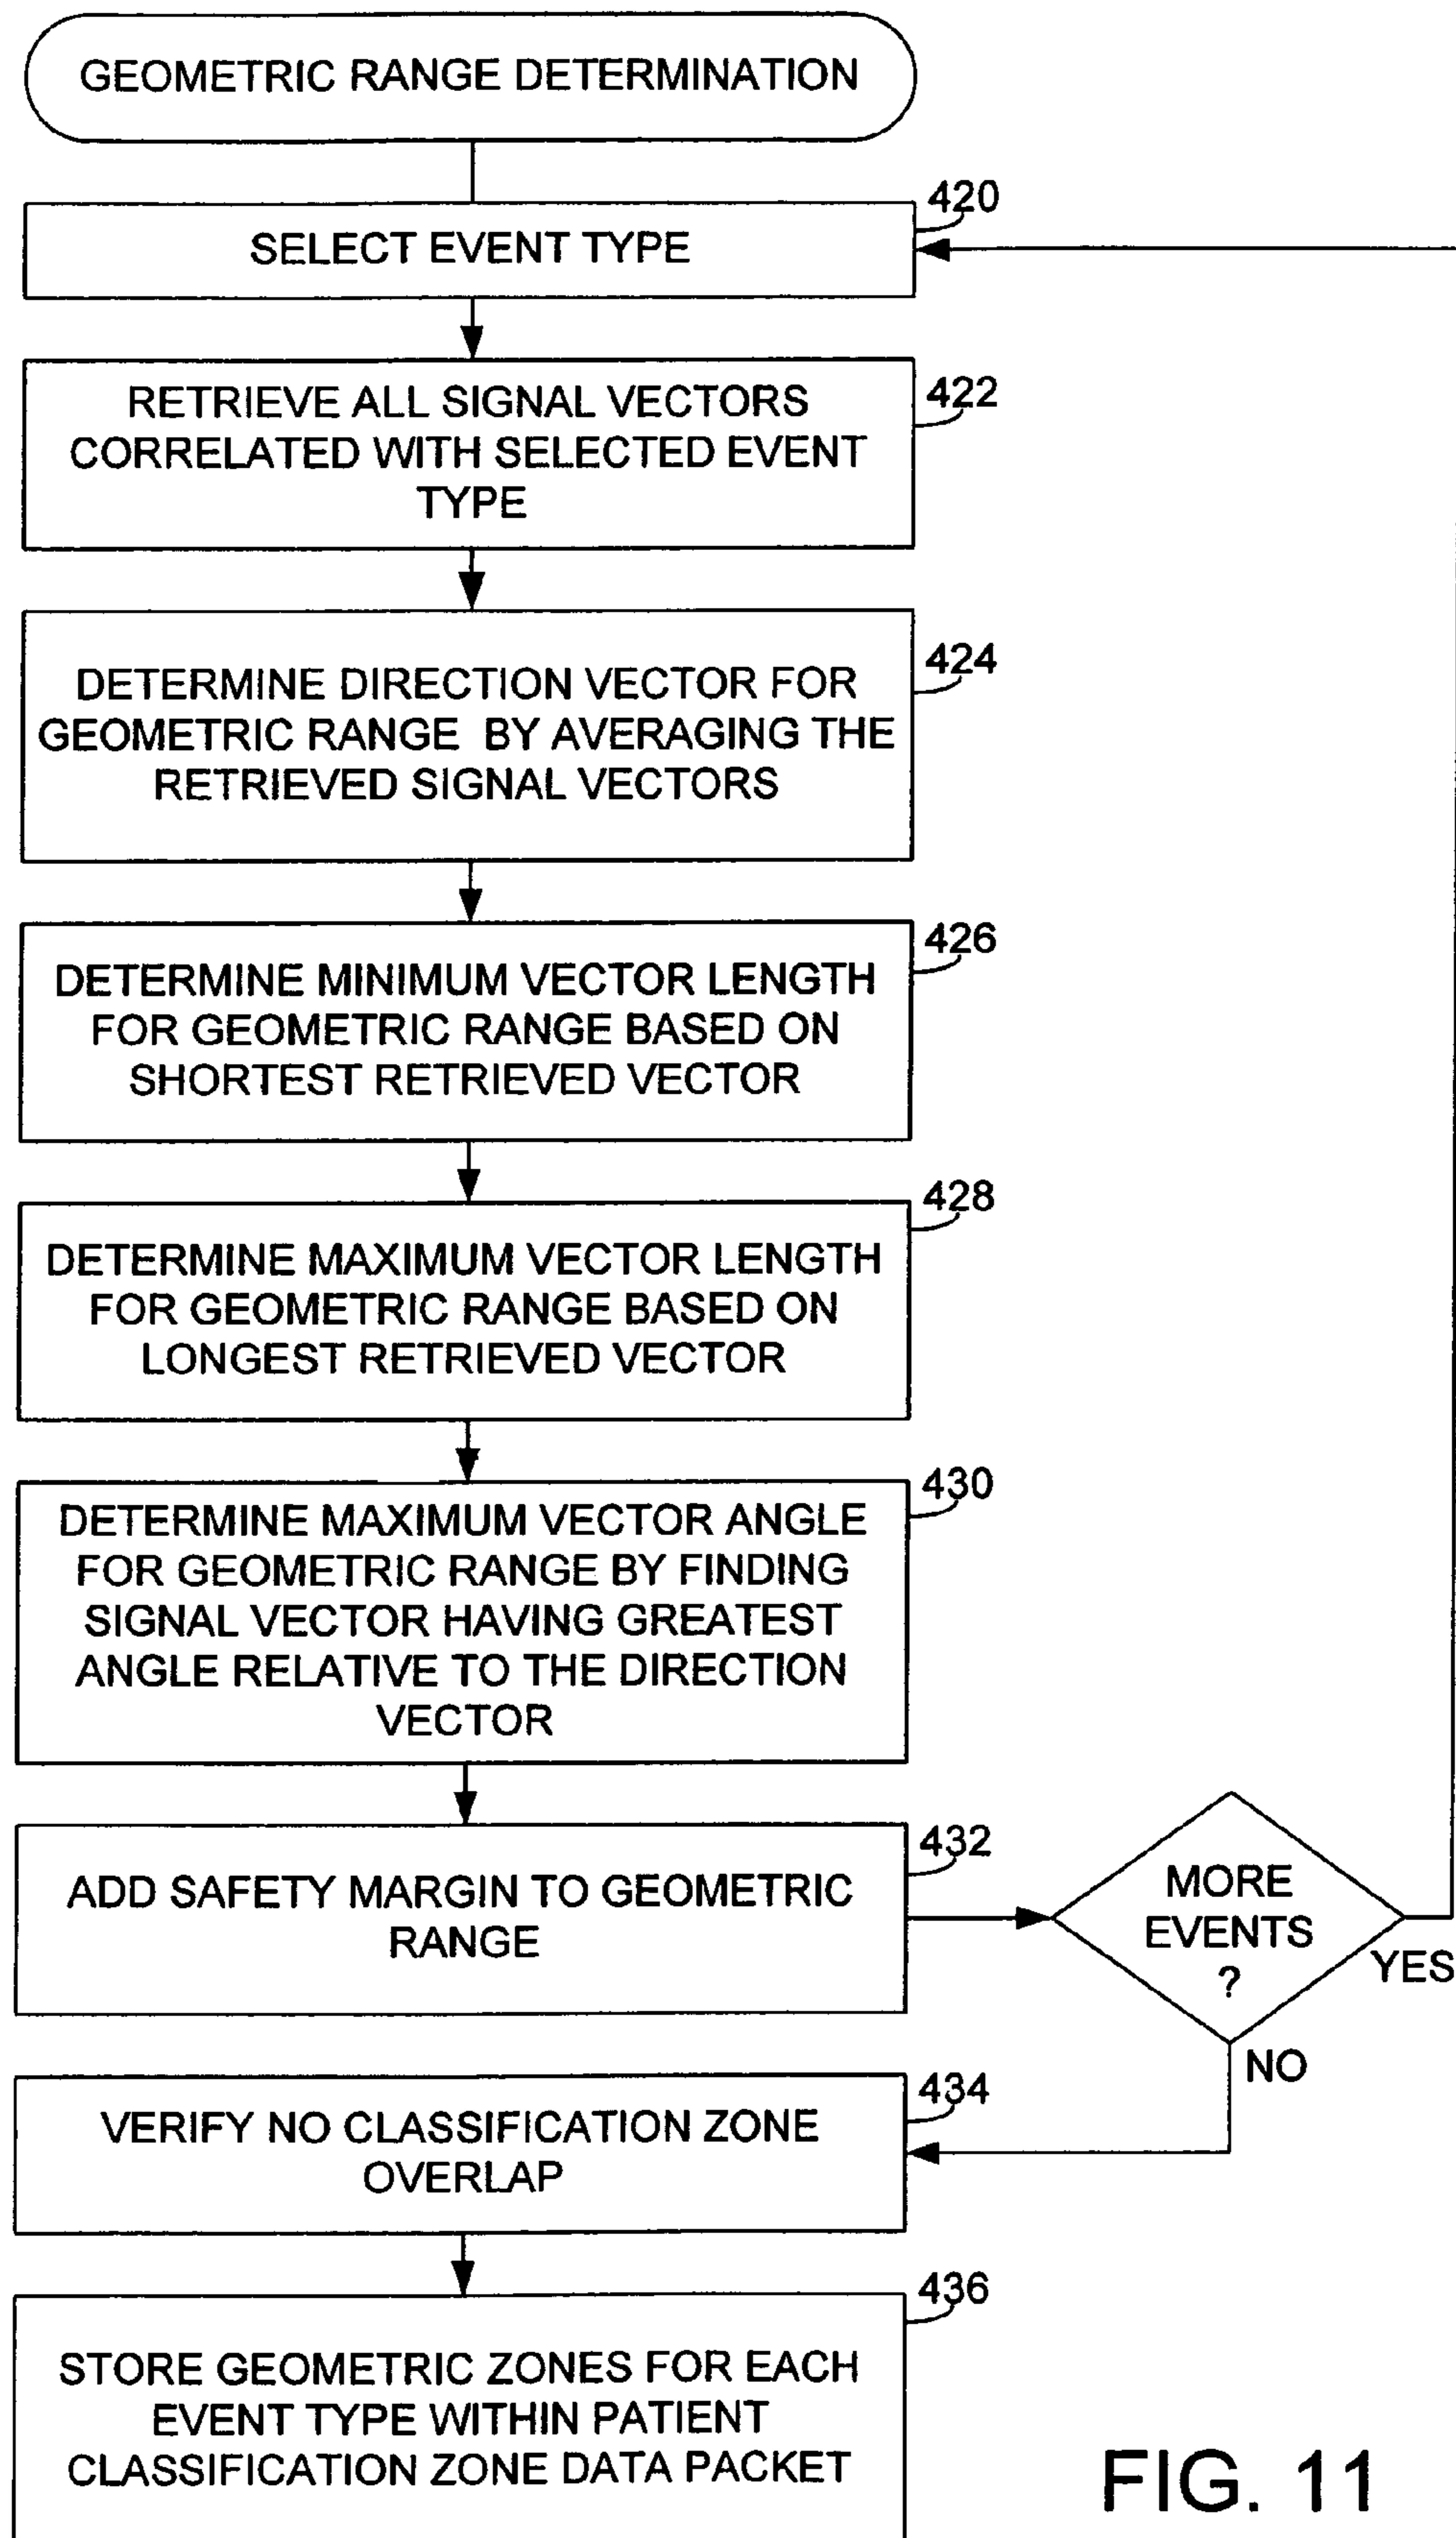 GEOMETRIC RANGE DETERMINATION
420
SELECT EVENT TYPE
422
RETRIEVE ALL SIGNAL VECTORS
CORRELATED WITH SELECTED EVENT
TYPE
424
DETERMINE DIRECTION VECTOR FOR
GEOMETRIC RANGE BY AVERAGING THE
RETRIEVED SIGNAL VECTORS
426
DETERMINE MINIMUM VECTOR LENGTH
FOR GEOMETRIC RANGE BASED ON
SHORTEST RETRIEVED VECTOR
428
DETERMINE MAXIMUM VECTOR LENGTH
FOR GEOMETRIC RANGE BASED ON
LONGEST RETRIEVED VECTOR
430
DETERMINE MAXIMUM VECTOR ANGLE
FOR GEOMETRIC RANGE BY FINDING
SIGNAL VECTOR HAVING GREATEST
ANGLE RELATIVE TO THE DIRECTION
VECTOR
432
ADD SAFETY MARGIN TO GEOMETRIC
RANGE
MORE
EVENTS
?
YES
NO
434
VERIFY NO CLASSIFICATION ZONE
OVERLAP
436
STORE GEOMETRIC ZONES FOR EACH
EVENT TYPE WITHIN PATIENT
CLASSIFICATION ZONE DATA PACKET
FIG. 11